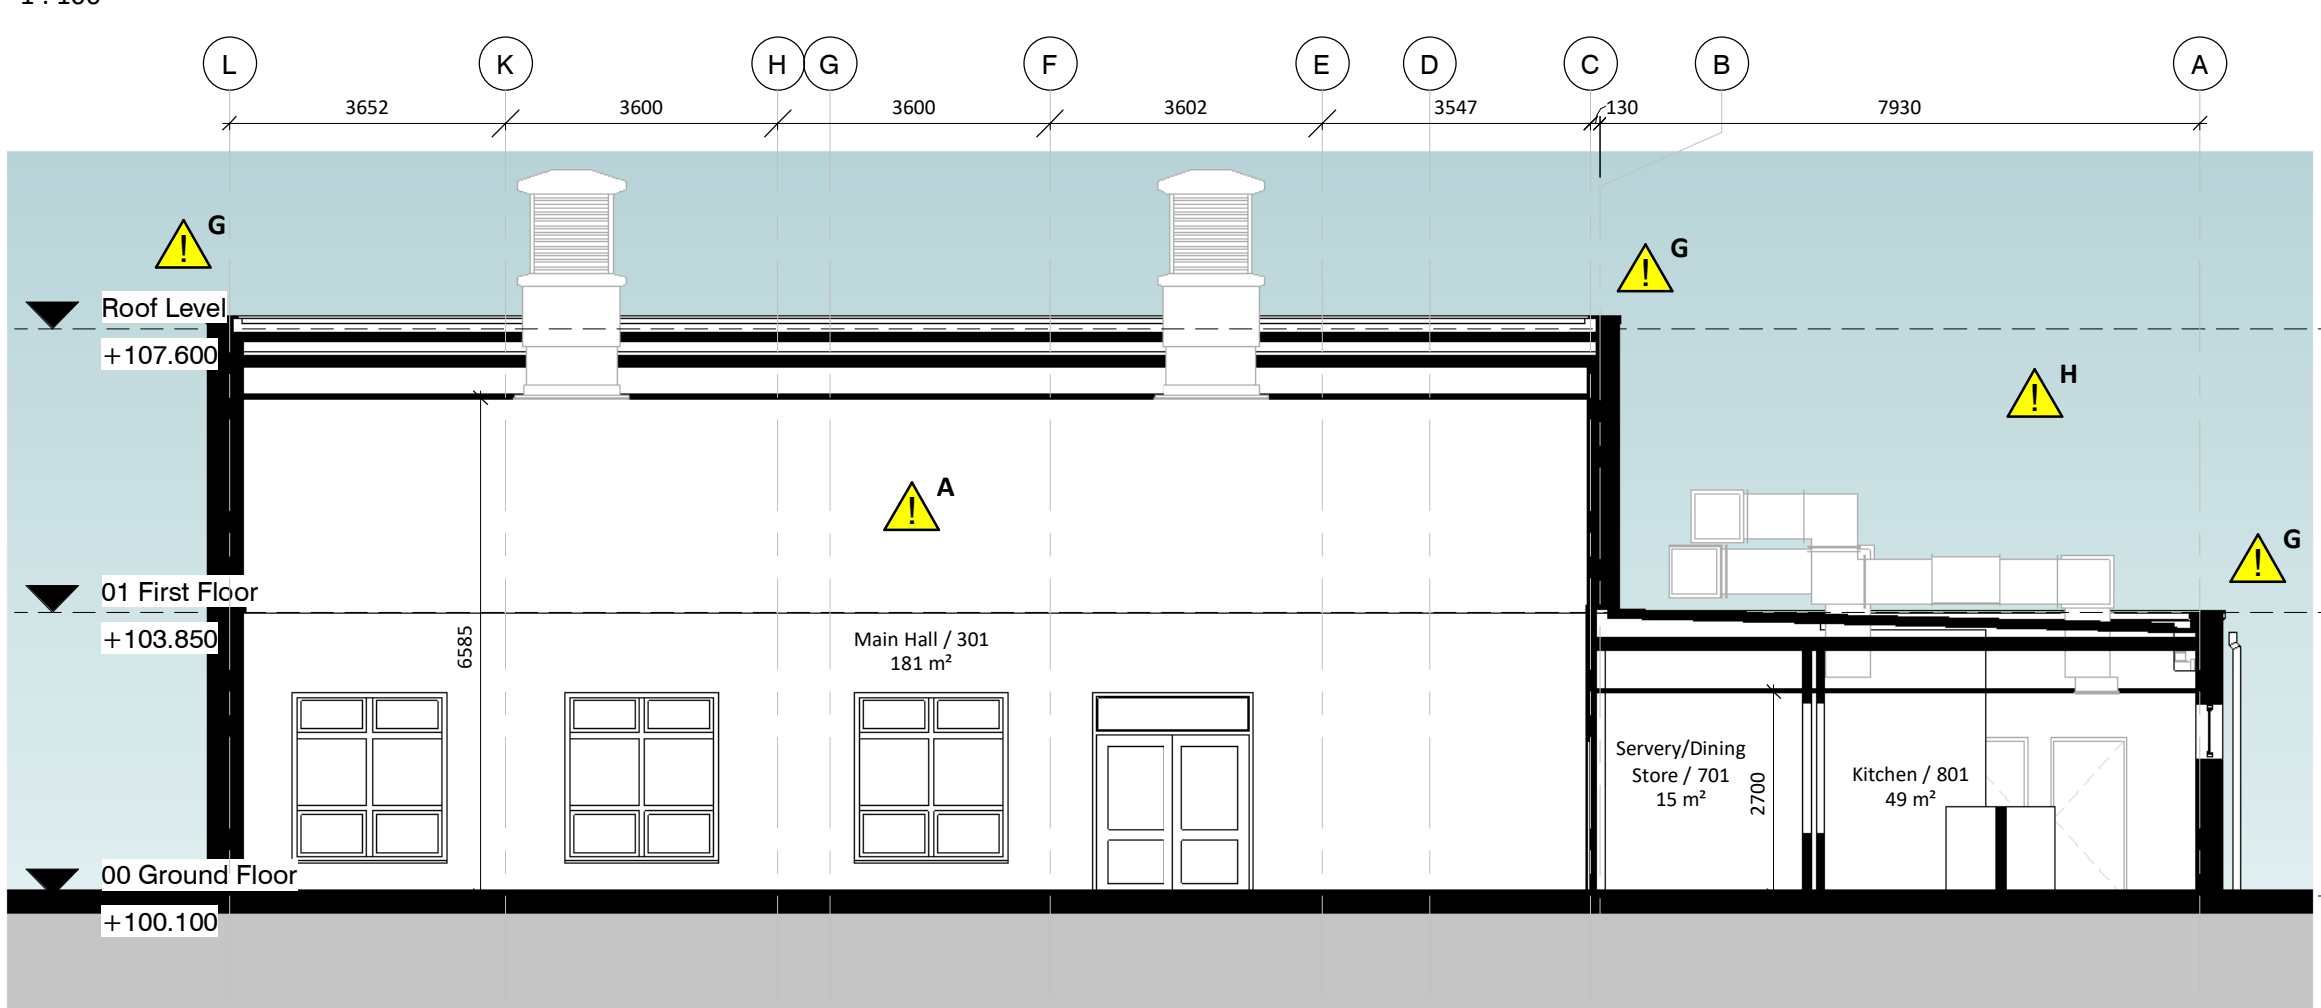 1 : 100
L K H G F E D C B A
3652 3600 3600 3602 3547 130 7930
G
G
Roof Level
+107.600
H
A
G
01 First Floor
+103.850
6585
Main Hall / 301
181 m²
Servery/Dining
Store / 701
15 m²
2700
Kitchen / 801
49 m²
00 Ground Floor
+100.100